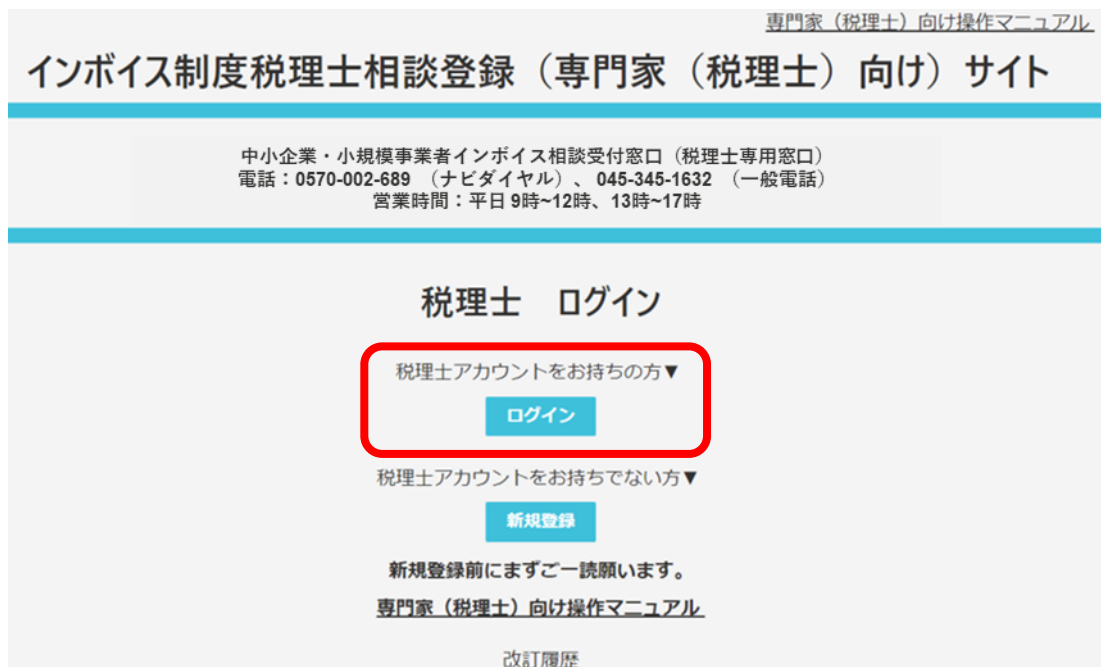 専門家（税理士）向け操作マニュアル
インボイス制度税理士相談登録（専門家（税理士）向け）サイト
中小企業・小規模事業者インボイス相談受付窓口（税理士専用窓口）
電話：0570-002-689 （ナビダイヤル）、045-345-1632 （一般電話）
営業時間：平日 9時~12時、13時~17時
税理士　ログイン
税理士アカウントをお持ちの方▼
ログイン
税理士アカウントをお持ちでない方▼
新規登録
新規登録前にまずご一読願います。
専門家（税理士）向け操作マニュアル
改訂履歴